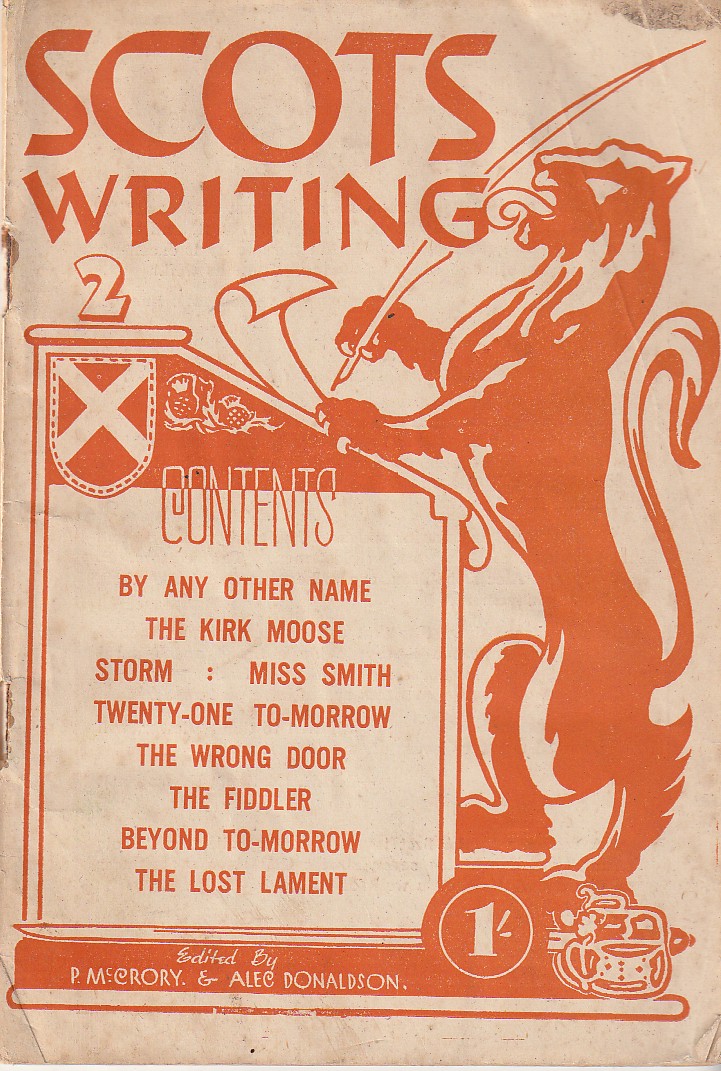 SCOTS
WRITING
2
CONTENTS
BY ANY OTHER NAME
THE KIRK MOOSE
STORM : MISS SMITH
TWENTY-ONE TO-MORROW
THE WRONG DOOR
THE FIDDLER
BEYOND TO-MORROW
THE LOST LAMENT
1/-
Edited By
P. McCRORY. & ALEC DONALDSON.